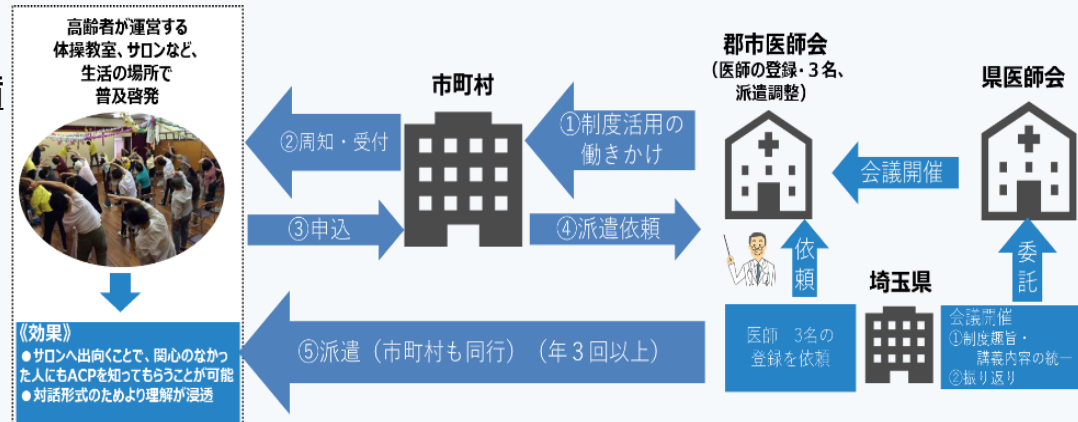 高齢者が運営する
体操教室、サロンなど、
生活の場所で
普及啓発
市町村
郡市医師会
（医師の登録・3名、
派遣調整）
県医師会
②周知・受付
①制度活用の
働きかけ
会議開催
③申込
④派遣依頼
依頼
委託
埼玉県
《効果》
●サロンへ出向くことで、関心のなかっ
た人にもACPを知ってもらうことが可能
●対話形式のためより理解が浸透
⑤派遣（市町村も同行）（年３回以上）
医師　3名の
登録を依頼
会議開催
①制度趣旨・
講義内容の統一
②振り返り